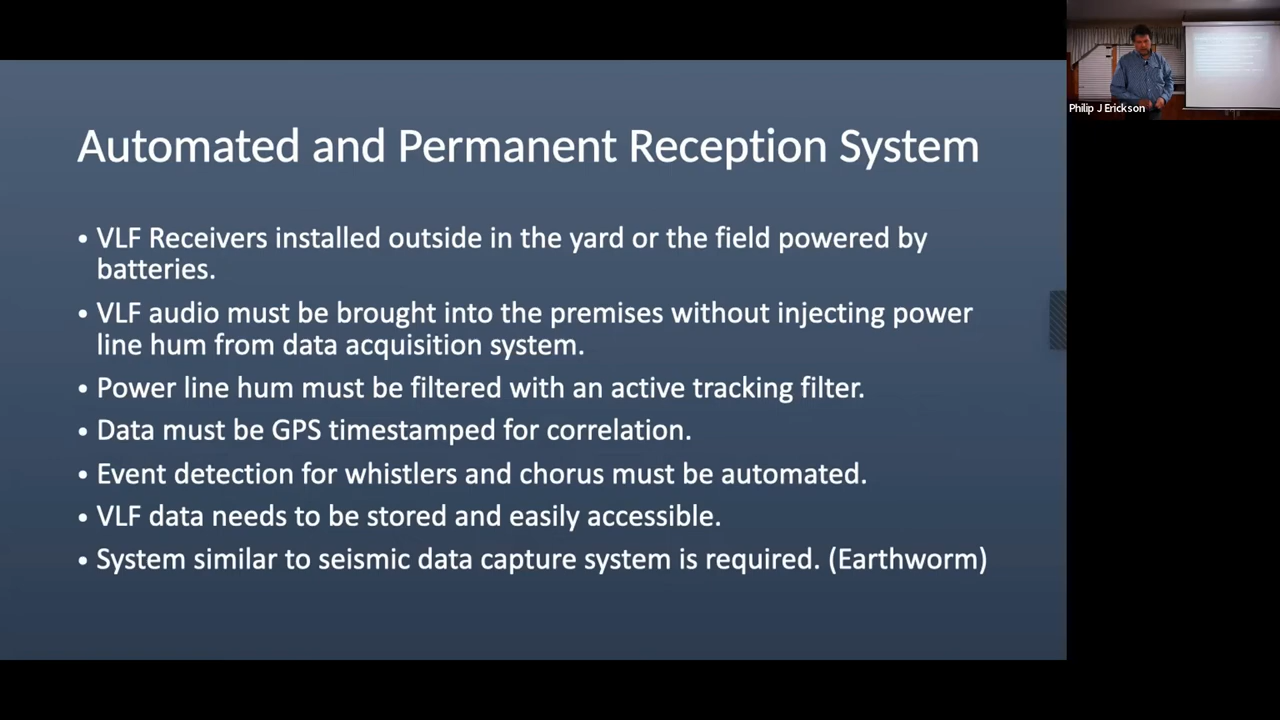 Automated and Permanent Reception System
• VLF Receivers installed outside in the yard or the field powered by
batteries.
• VLF audio must be brought into the premises without injecting power
line hum from data acquisition system.
• Power line hum must be filtered with an active tracking filter.
• Data must be GPS timestamped for correlation.
• Event detection for whistlers and chorus must be automated.
• VLF data needs to be stored and easily accessible.
• System similar to seismic data capture system is required. (Earthworm)
Philip J Erickson